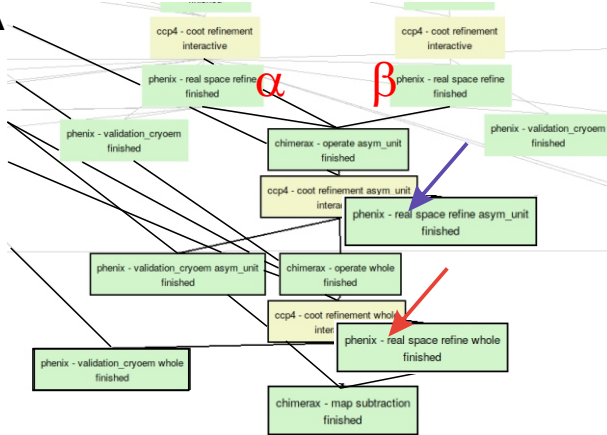 ccp4 - coot refinement
interactive
ccp4 - coot refinement
interactive
phenix - real space refine
finished
α
β
phenix - real space refine
finished
phenix - validation_cryoem
finished
phenix - validation_cryoem
finished
chimerax - operate asym_unit
finished
ccp4 - coot refinement asym_unit
phenix - real space refine asym_unit
finished
phenix - validation_cryoem asym_unit
finished
chimerax - operate whole
finished
ccp4 - coot refinement whole
phenix - real space refine whole
finished
phenix - validation_cryoem whole
finished
chimerax - map subtraction
finished